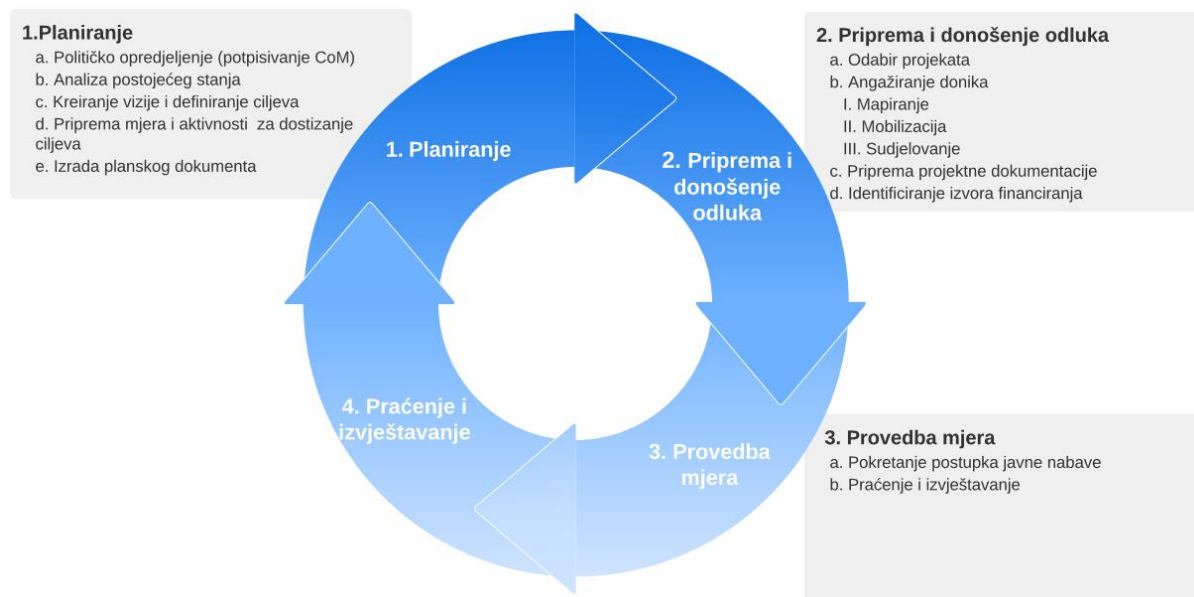 1.Planiranje
a. Političko opredjeljenje (potpisivanje CoM)
b. Analiza postojećeg stanja
c. Kreiranje vizije i definiranje ciljeva
d. Priprema mjera i aktivnosti za dostizanje
ciljeva
e. Izrada planskog dokumenta
2. Priprema i donošenje odluka
a. Odabir projekata
b. Angažiranje donika
I. Mapiranje
II. Mobilizacija
III. Sudjelovanje
c. Priprema projektne dokumentacije
d. Identificiranje izvora financiranja
1. Planiranje
2. Priprema i
donošenje
odluka
4. Praćenje i
izvještavanje
3. Provedba
mjera
3. Provedba mjera
a. Pokretanje postupka javne nabave
b. Praćenje i izvještavanje